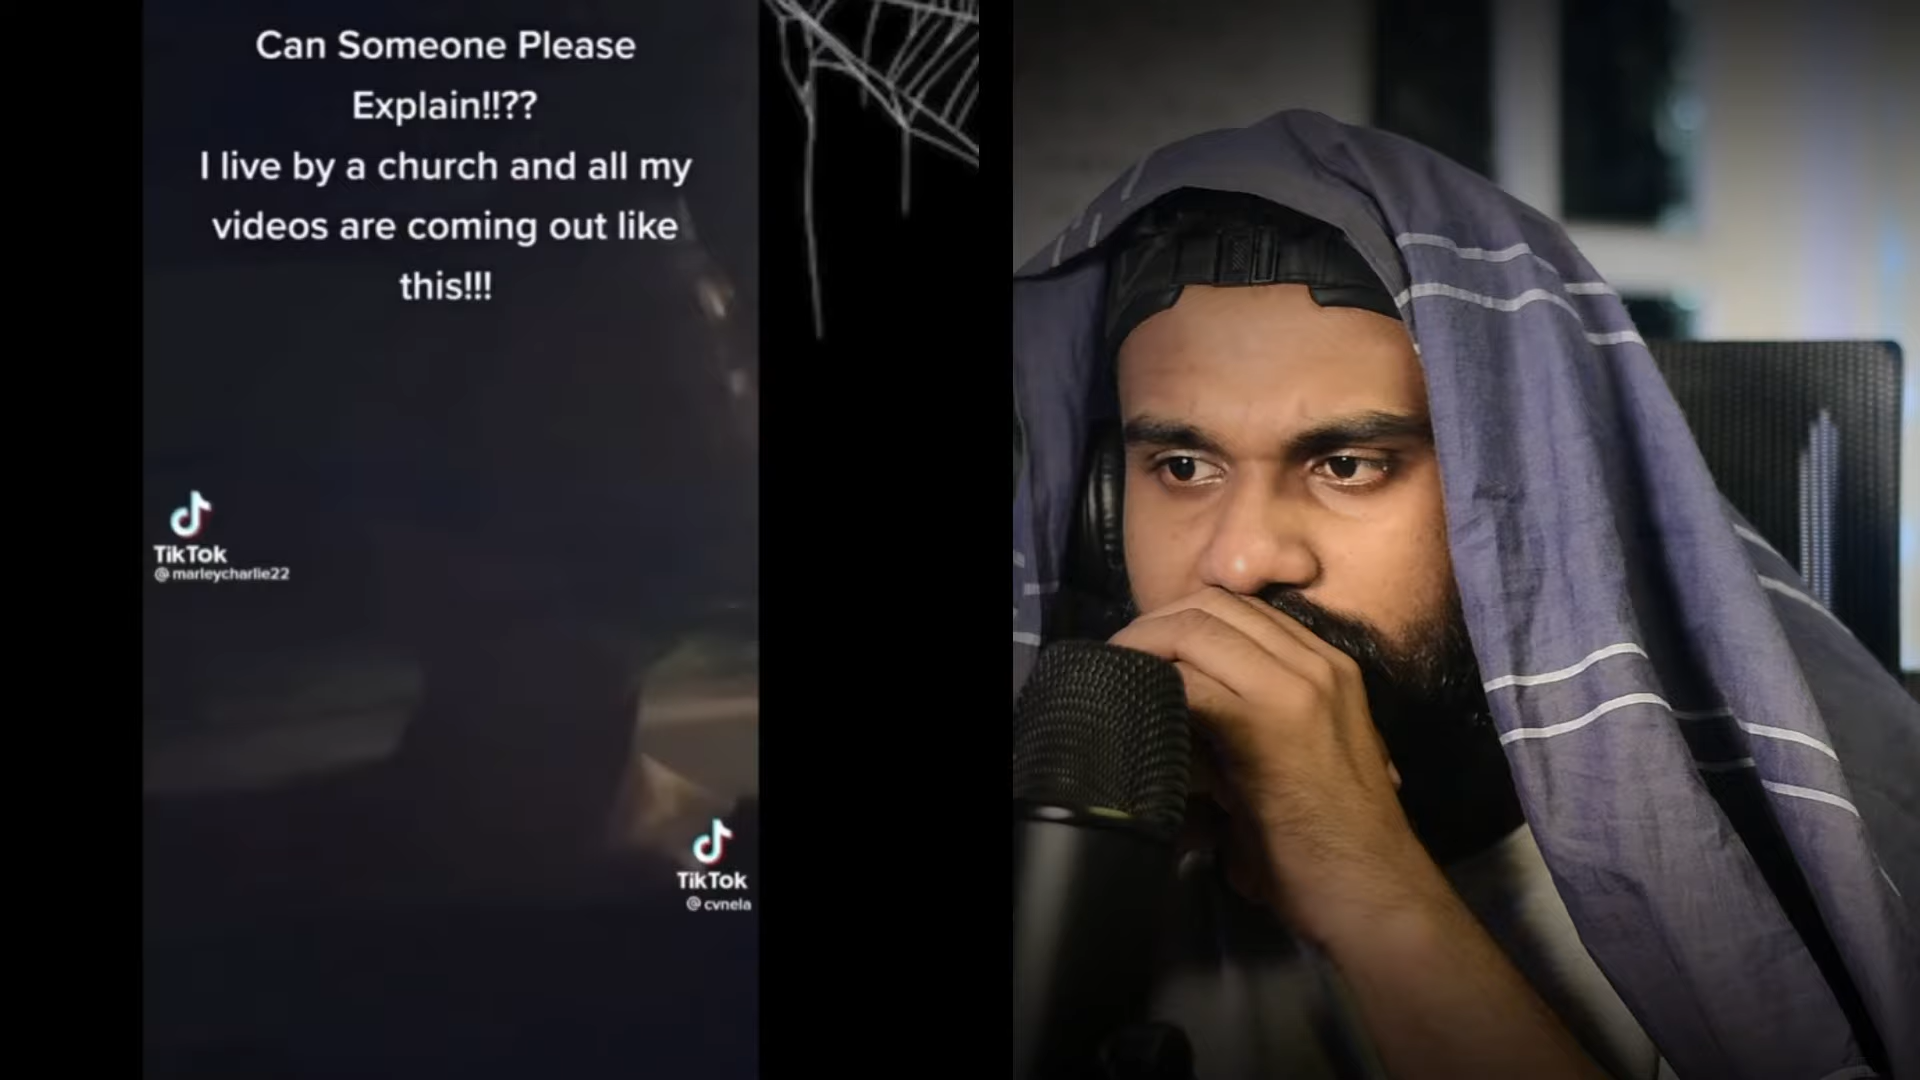 Can Someone Please
Explain!!??
I live by a church and all my
videos are coming out like
this!!!
TikTok
@marleycharlie22
TikTok
@cvnela